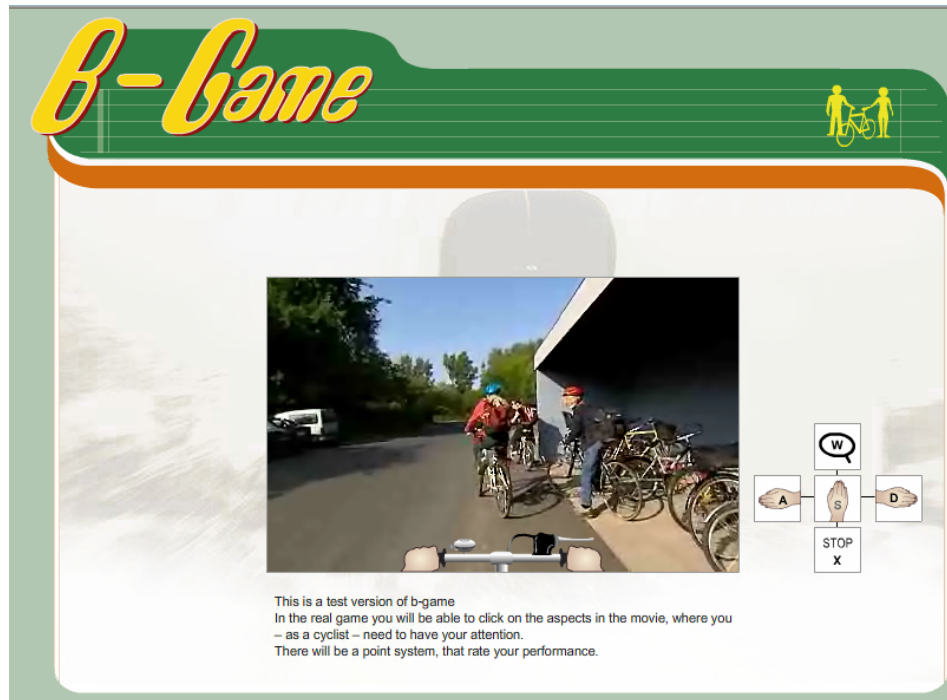 B-Game
W
A
S
D
STOP
X
This is a test version of b-game
In the real game you will be able to click on the aspects in the movie, where you
– as a cyclist – need to have your attention.
There will be a point system, that rate your performance.